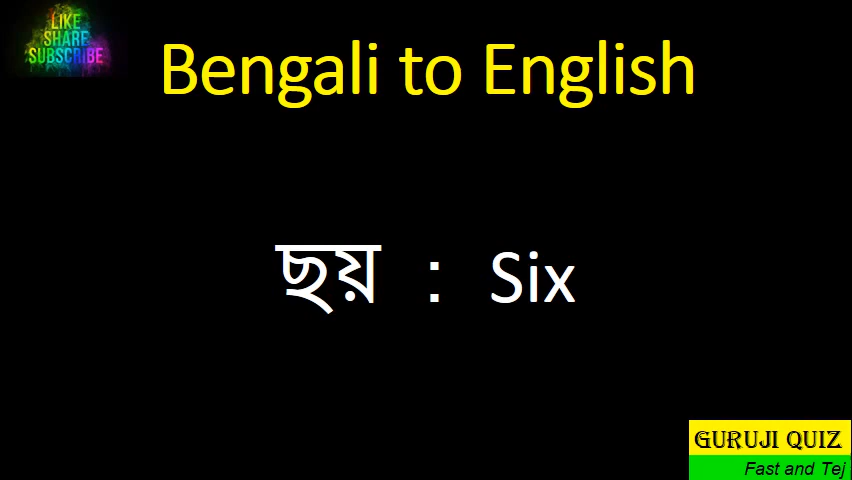 LIKE
SHARE
SUBSCRIBE
Bengali to English
ছয় : Six
GURUJI QUIZ
Fast and Tej